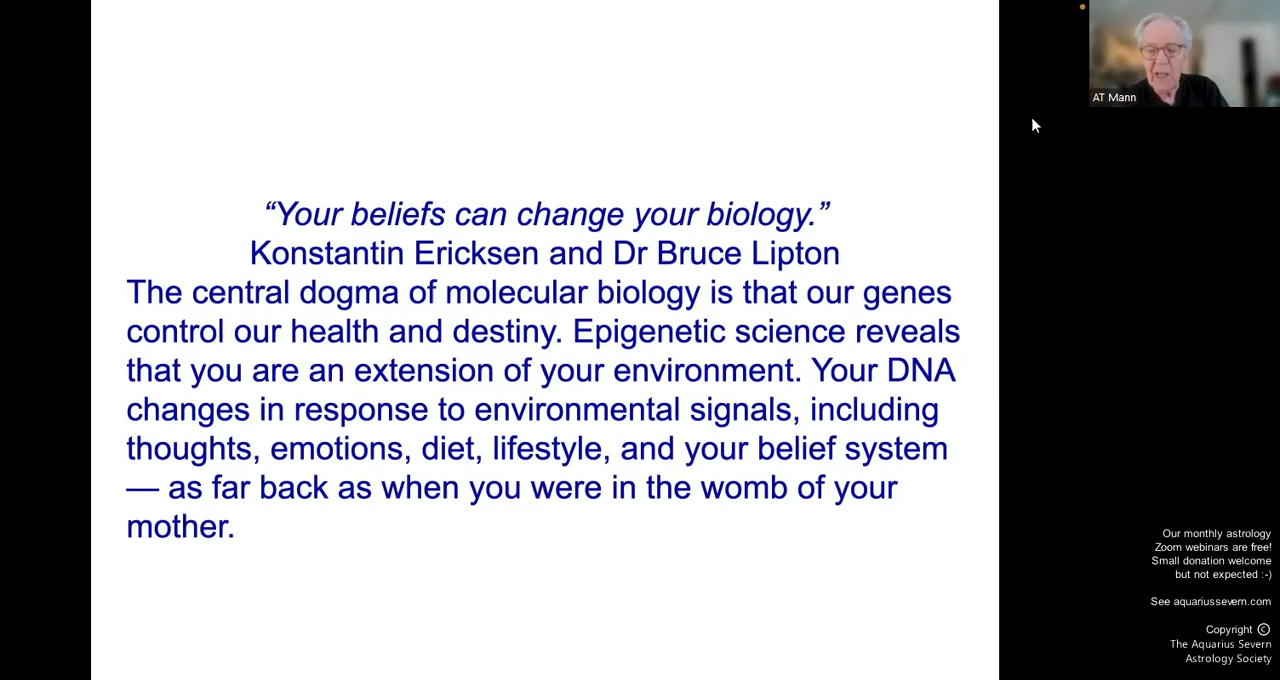 “Your beliefs can change your biology.”
Konstantin Ericksen and Dr Bruce Lipton
The central dogma of molecular biology is that our genes
control our health and destiny. Epigenetic science reveals
that you are an extension of your environment. Your DNA
changes in response to environmental signals, including
thoughts, emotions, diet, lifestyle, and your belief system
— as far back as when you were in the womb of your
mother.
AT Mann
Our monthly astrology
Zoom webinars are free!
Small donation welcome
but not expected :-)
See aquariussevern.com
Copyright ©
The Aquarius Severn
Astrology Society